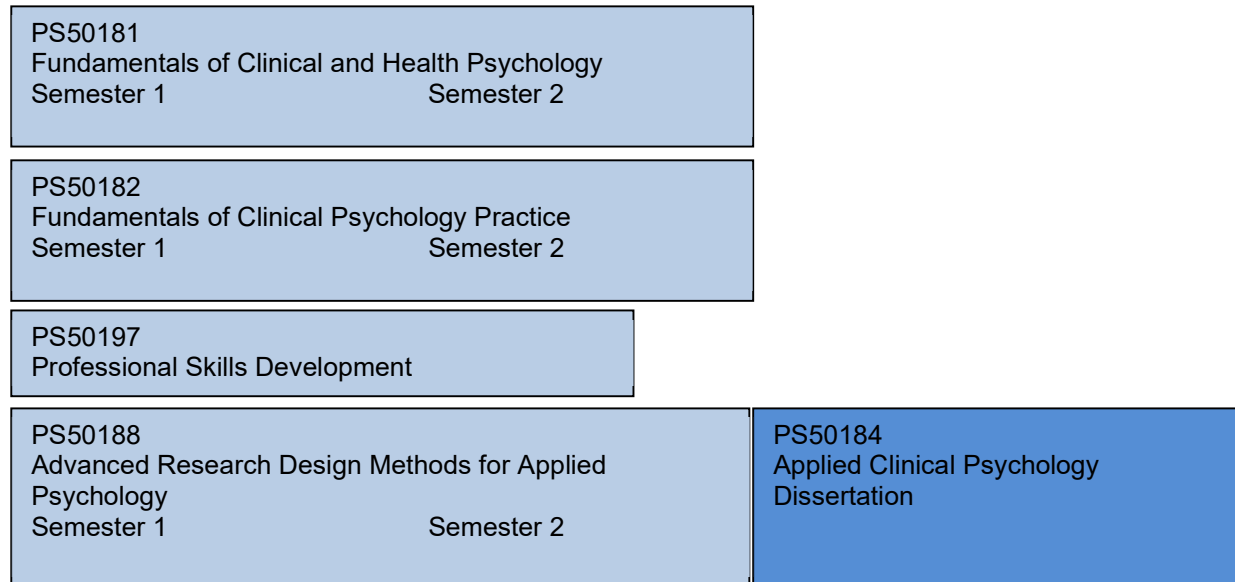 PS50181
Fundamentals of Clinical and Health Psychology
Semester 1 Semester 2
PS50182
Fundamentals of Clinical Psychology Practice
Semester 1 Semester 2
PS50197
Professional Skills Development
PS50188
Advanced Research Design Methods for Applied
Psychology
Semester 1 Semester 2
PS50184
Applied Clinical Psychology
Dissertation